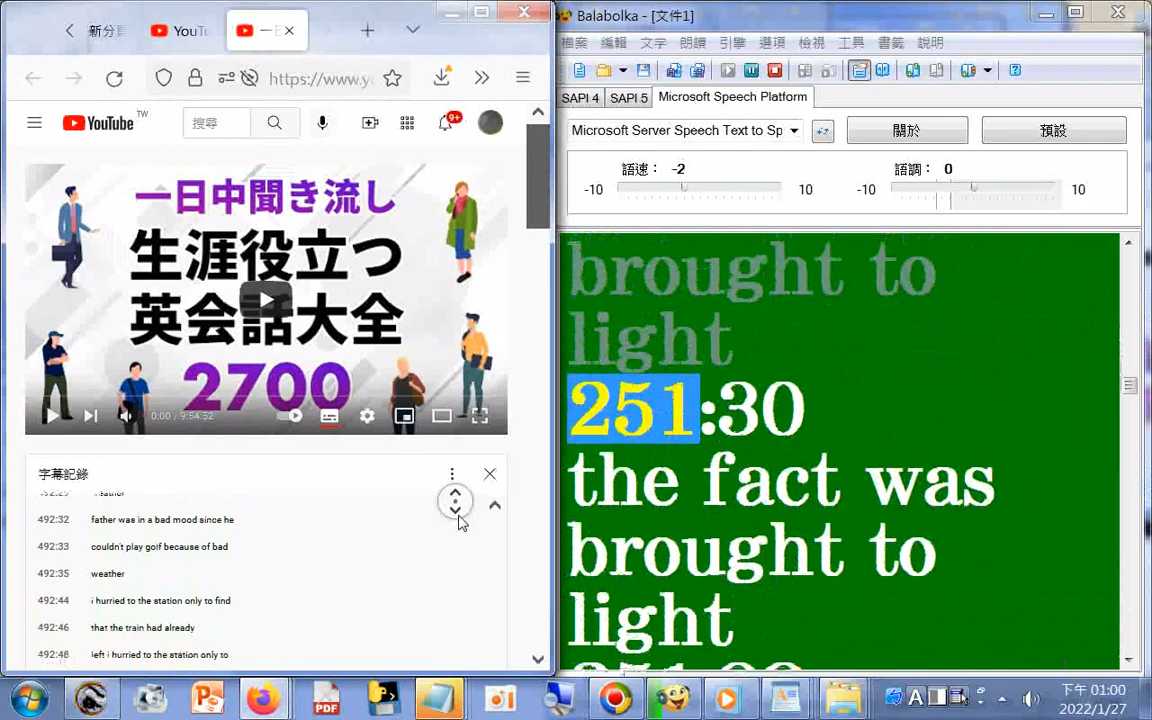 新分
YouTu
一 E
https://www.y
TW
YouTube
搜尋
9+
一日中聞き流し
生涯役立つ
英会話大全
2700
0:00 / 9:54:52
字幕記錄
father
492:32 father was in a bad mood since he
492:33 couldn't play golf because of bad
492:35 weather
492:44 i hurried to the station only to find
492:46 that the train had already
492:48 left i hurried to the station only to
Balabolka - [文件1]
檔案 編輯 文字 朗讀 引擎 選項 檢視 工具 書籤 說明
SAPI 4 SAPI 5 Microsoft Speech Platform
Microsoft Server Speech Text to Sp
關於
預設
語速： -2
語調： 0
-10 10 -10 10
brought to
light
251:30
the fact was
brought to
light
PDF
A
下午 01:00
2022/1/27